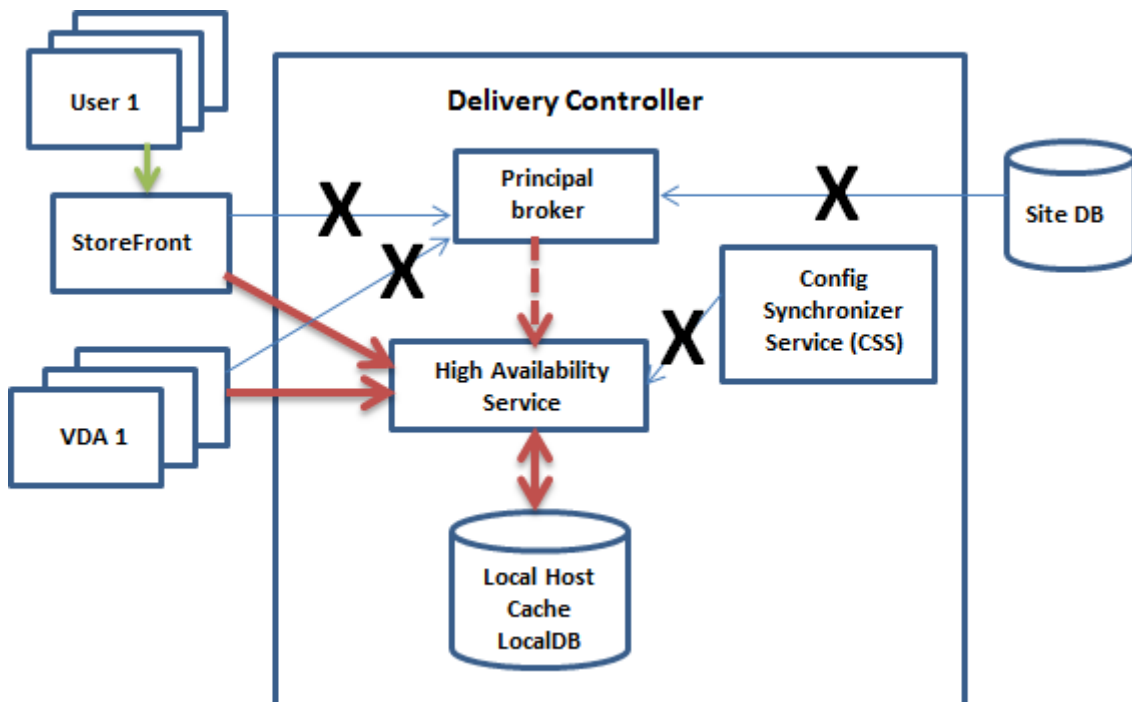 User 1
Delivery Controller
Principal
broker
X
X
StoreFront
Site DB
X
Config
Synchronizer
Service (CSS)
X
High Availability
Service
VDA 1
Local Host
Cache
LocalDB